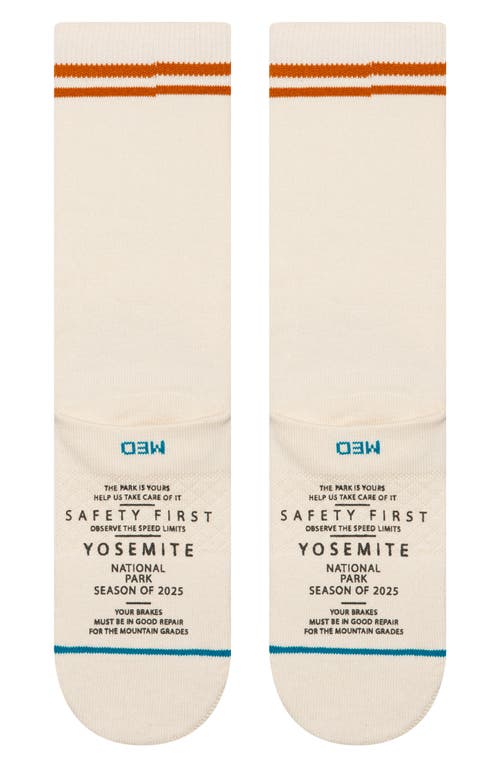 MED
THE PARK IS YOURS
HELP US TAKE CARE OF IT
SAFETY FIRST
OBSERVE THE SPEED LIMITS
YOSEMITE
NATIONAL
PARK
SEASON OF 2025
YOUR BRAKES
MUST BE IN GOOD REPAIR
FOR THE MOUNTAIN GRADES
MED
THE PARK IS YOURS
HELP US TAKE CARE OF IT
SAFETY FIRST
OBSERVE THE SPEED LIMITS
YOSEMITE
NATIONAL
PARK
SEASON OF 2025
YOUR BRAKES
MUST BE IN GOOD REPAIR
FOR THE MOUNTAIN GRADES